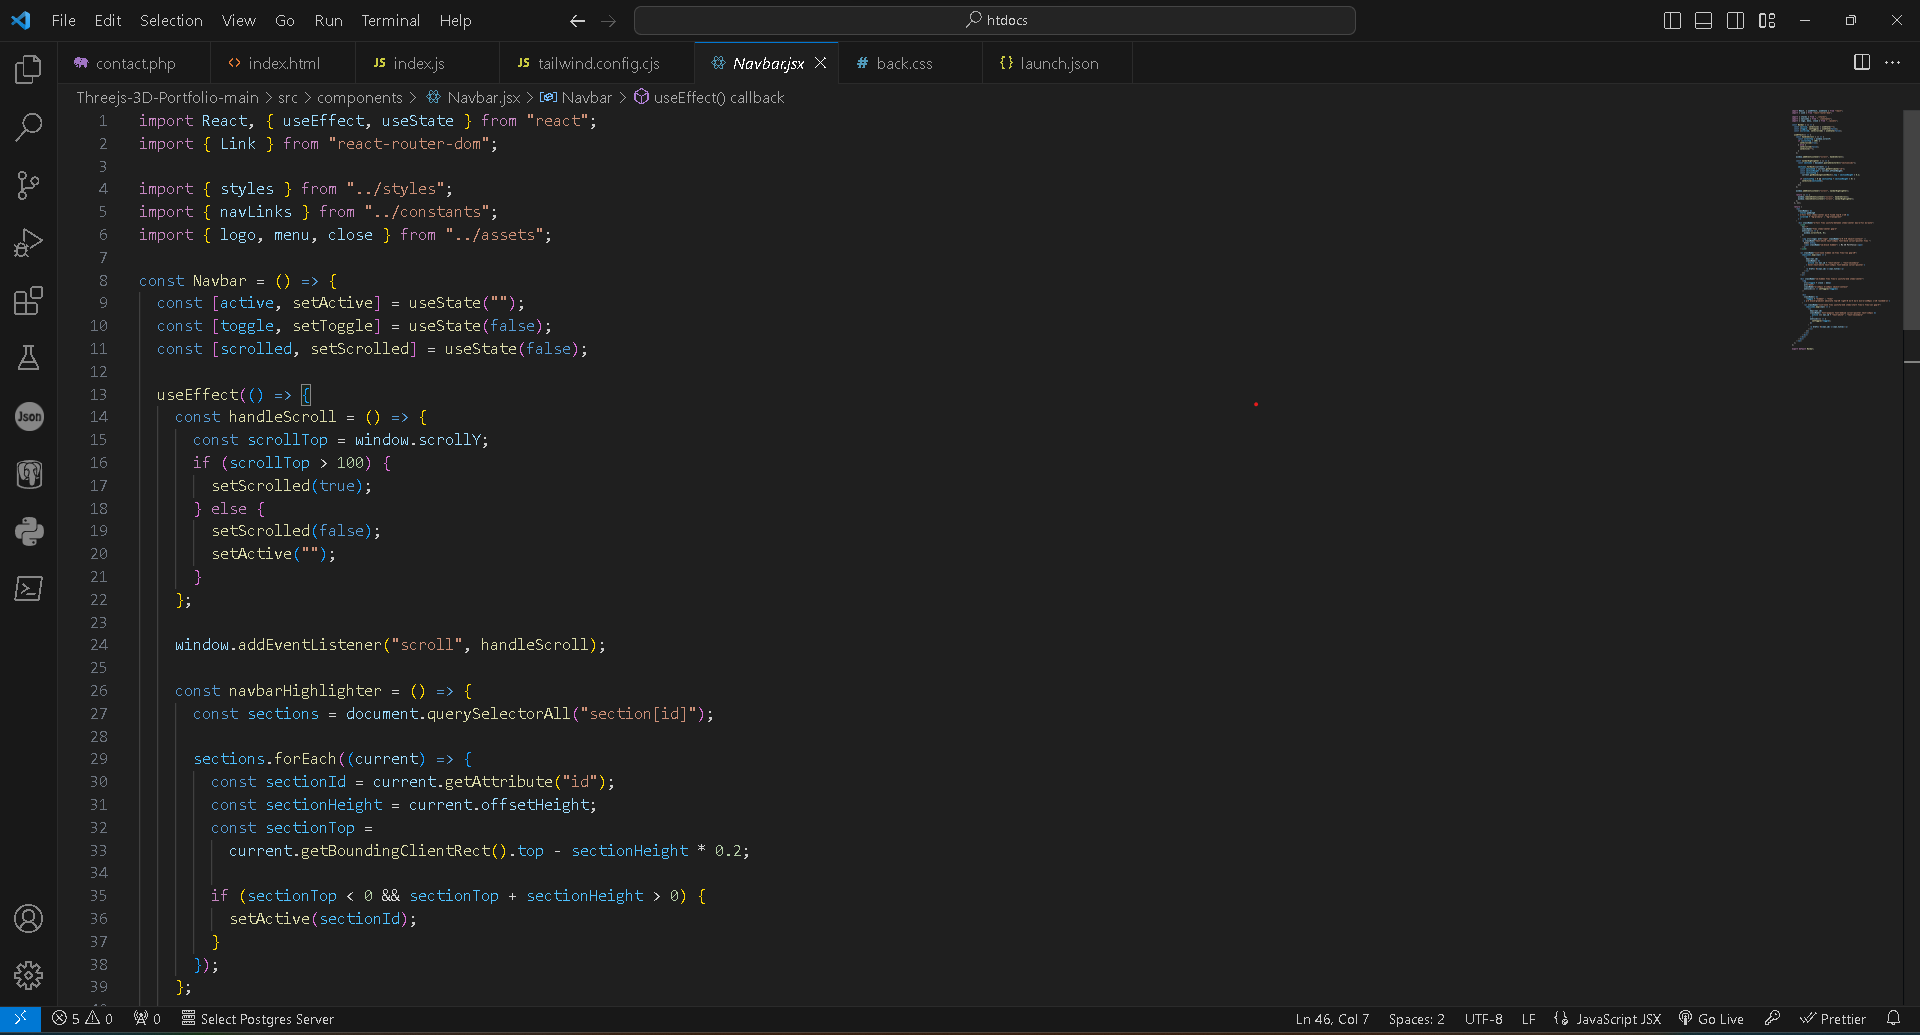 File Edit Selection View Go Run Terminal Help
htdocs
contact.php
index.html
JS index.js
JS tailwind.config.cjs
Navbar.jsx
# back.css
{} launch.json
Threejs-3D-Portfolio-main > src > components > Navbar.jsx > Navbar > useEffect() callback
1 import React, { useEffect, useState } from "react";
2 import { Link } from "react-router-dom";
3
4 import { styles } from "../styles";
5 import { navLinks } from "../constants";
6 import { logo, menu, close } from "../assets";
7
8 const Navbar = () => {
9 const [active, setActive] = useState("");
10 const [toggle, setToggle] = useState(false);
11 const [scrolled, setScrolled] = useState(false);
12
13 useEffect(() => {
14 const handleScroll = () => {
15 const scrollTop = window.scrollY;
16 if (scrollTop > 100) {
17 setScrolled(true);
18 } else {
19 setScrolled(false);
20 setActive("");
21 }
22 };
23
24 window.addEventListener("scroll", handleScroll);
25
26 const navbarHighlighter = () => {
27 const sections = document.querySelectorAll("section[id]");
28
29 sections.forEach((current) => {
30 const sectionId = current.getAttribute("id");
31 const sectionHeight = current.offsetHeight;
32 const sectionTop =
33 current.getBoundingClientRect().top - sectionHeight * 0.2;
34
35 if (sectionTop < 0 && sectionTop + sectionHeight > 0) {
36 setActive(sectionId);
37 }
38 });
39 };
Json
5 0 0 Select Postgres Server
Ln 46, Col 7 Spaces: 2 UTF-8 LF JavaScript JSX Go Live Prettier